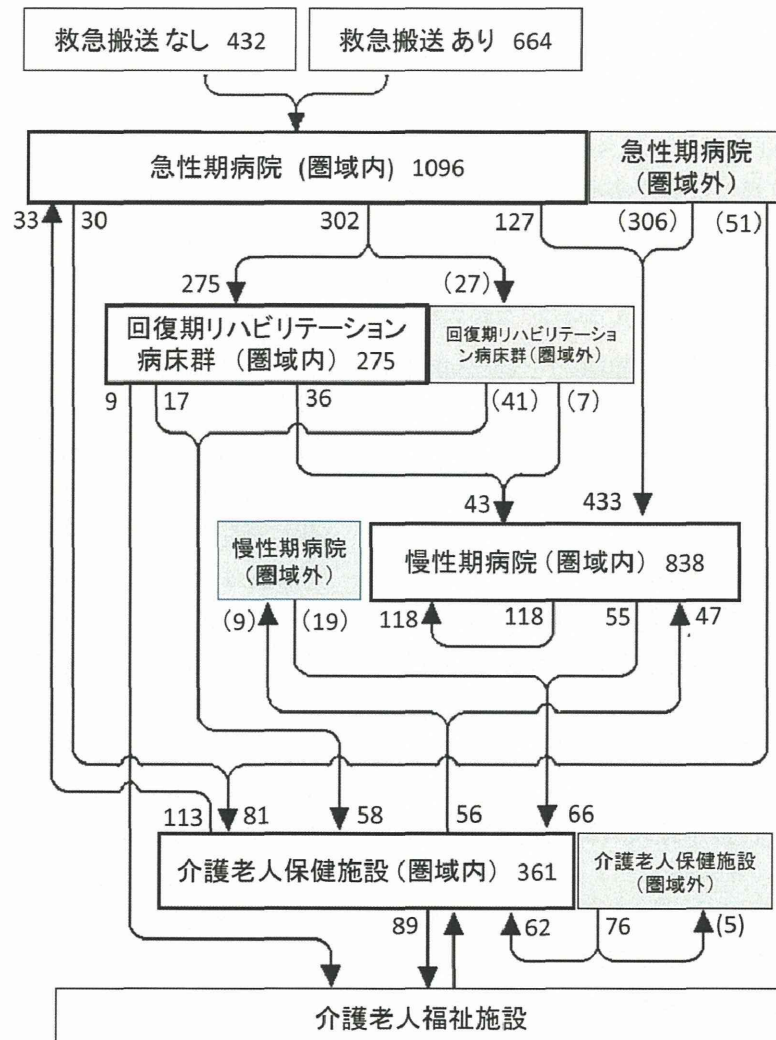 救急搬送 なし 432
救急搬送 あり 664
急性期病院 (圏域内) 1096
急性期病院
(圏域外)
33
30
302
127
(306)
(51)
275
(27)
回復期リハビリテーション
病床群 (圏域内) 275
回復期リハビリテーショ
ン病床群(圏域外)
9
17
36
(41)
(7)
43
433
慢性期病院
(圏域外)
慢性期病院(圏域内) 838
(9)
(19)
118
118
55
47
113
81
58
56
66
介護老人保健施設(圏域内) 361
介護老人保健施設
(圏域外)
89
62
76
(5)
介護老人福祉施設